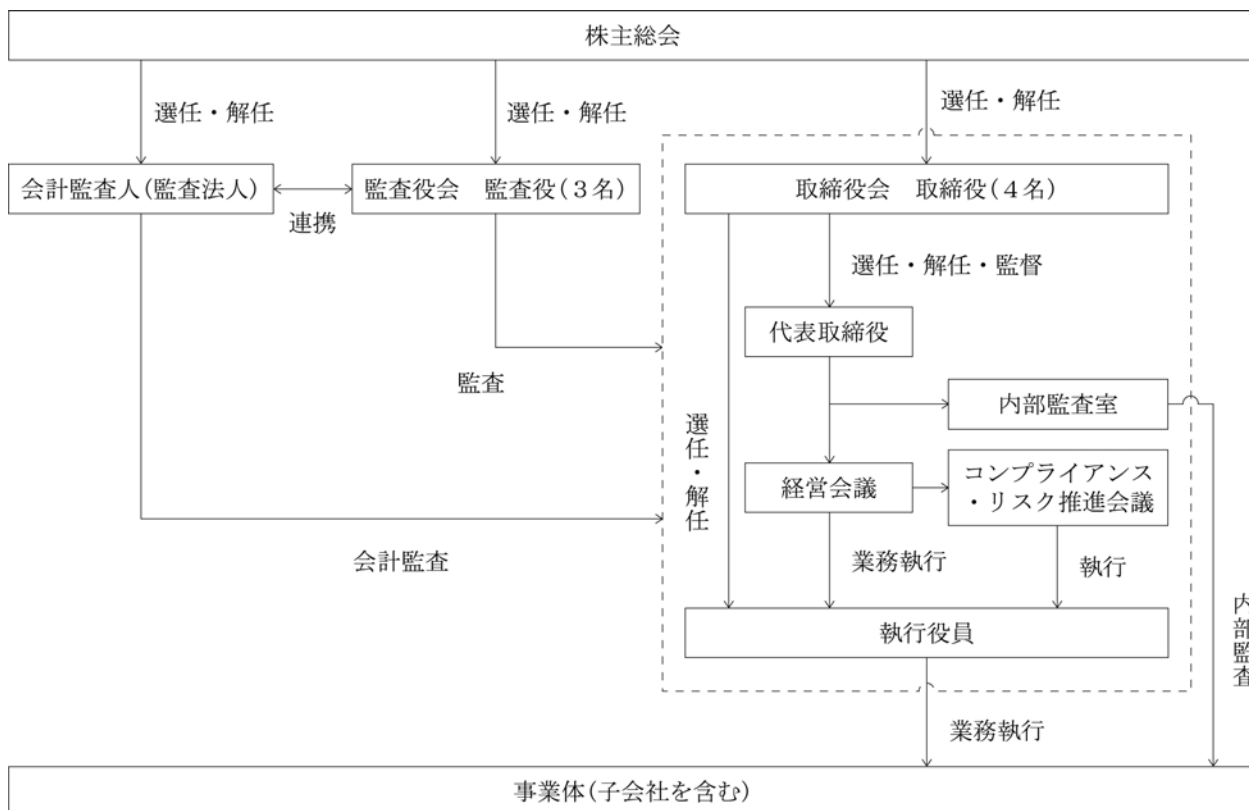 株主総会
選任・解任
選任・解任
選任・解任
会計監査人(監査法人)
連携
監査役会　監査役(３名)
取締役会　取締役(４名)
選任・解任・監督
代表取締役
監査
内部監査室
選任・解任
経営会議
コンプライアンス
・リスク推進会議
会計監査
業務執行
執行
執行役員
内部監査
業務執行
事業体(子会社を含む)